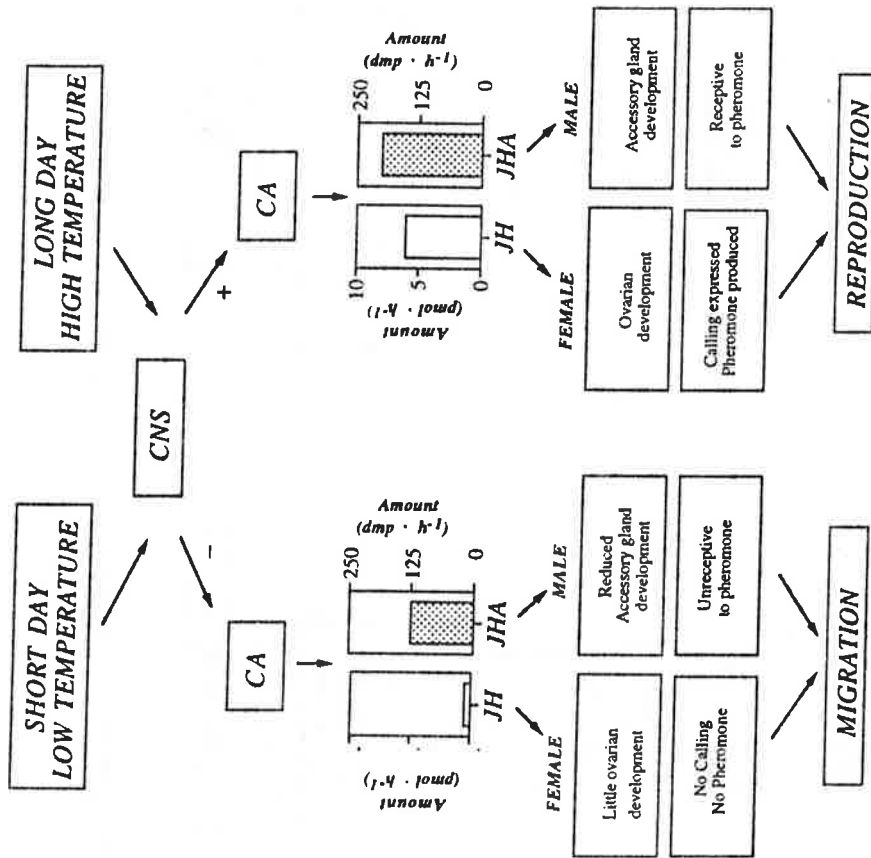 SHORT DAY
LOW TEMPERATURE
LONG DAY
HIGH TEMPERATURE
CNS
-
+
CA
CA
Amount
(pmol · h-1)
JH
250
125
0
JHA
Amount
(dmp · h-1)
Amount
(pmol · h-1)
10
5
0
JH
250
125
0
JHA
Amount
(dmp · h-1)
FEMALE
MALE
FEMALE
MALE
Little ovarian
development
Reduced
Accessory gland
development
Ovarian
development
Accessory gland
development
No Calling
No Pheromone
Unreceptive
to pheromone
Calling expressed
Pheromone produced
Receptive
to pheromone
MIGRATION
REPRODUCTION